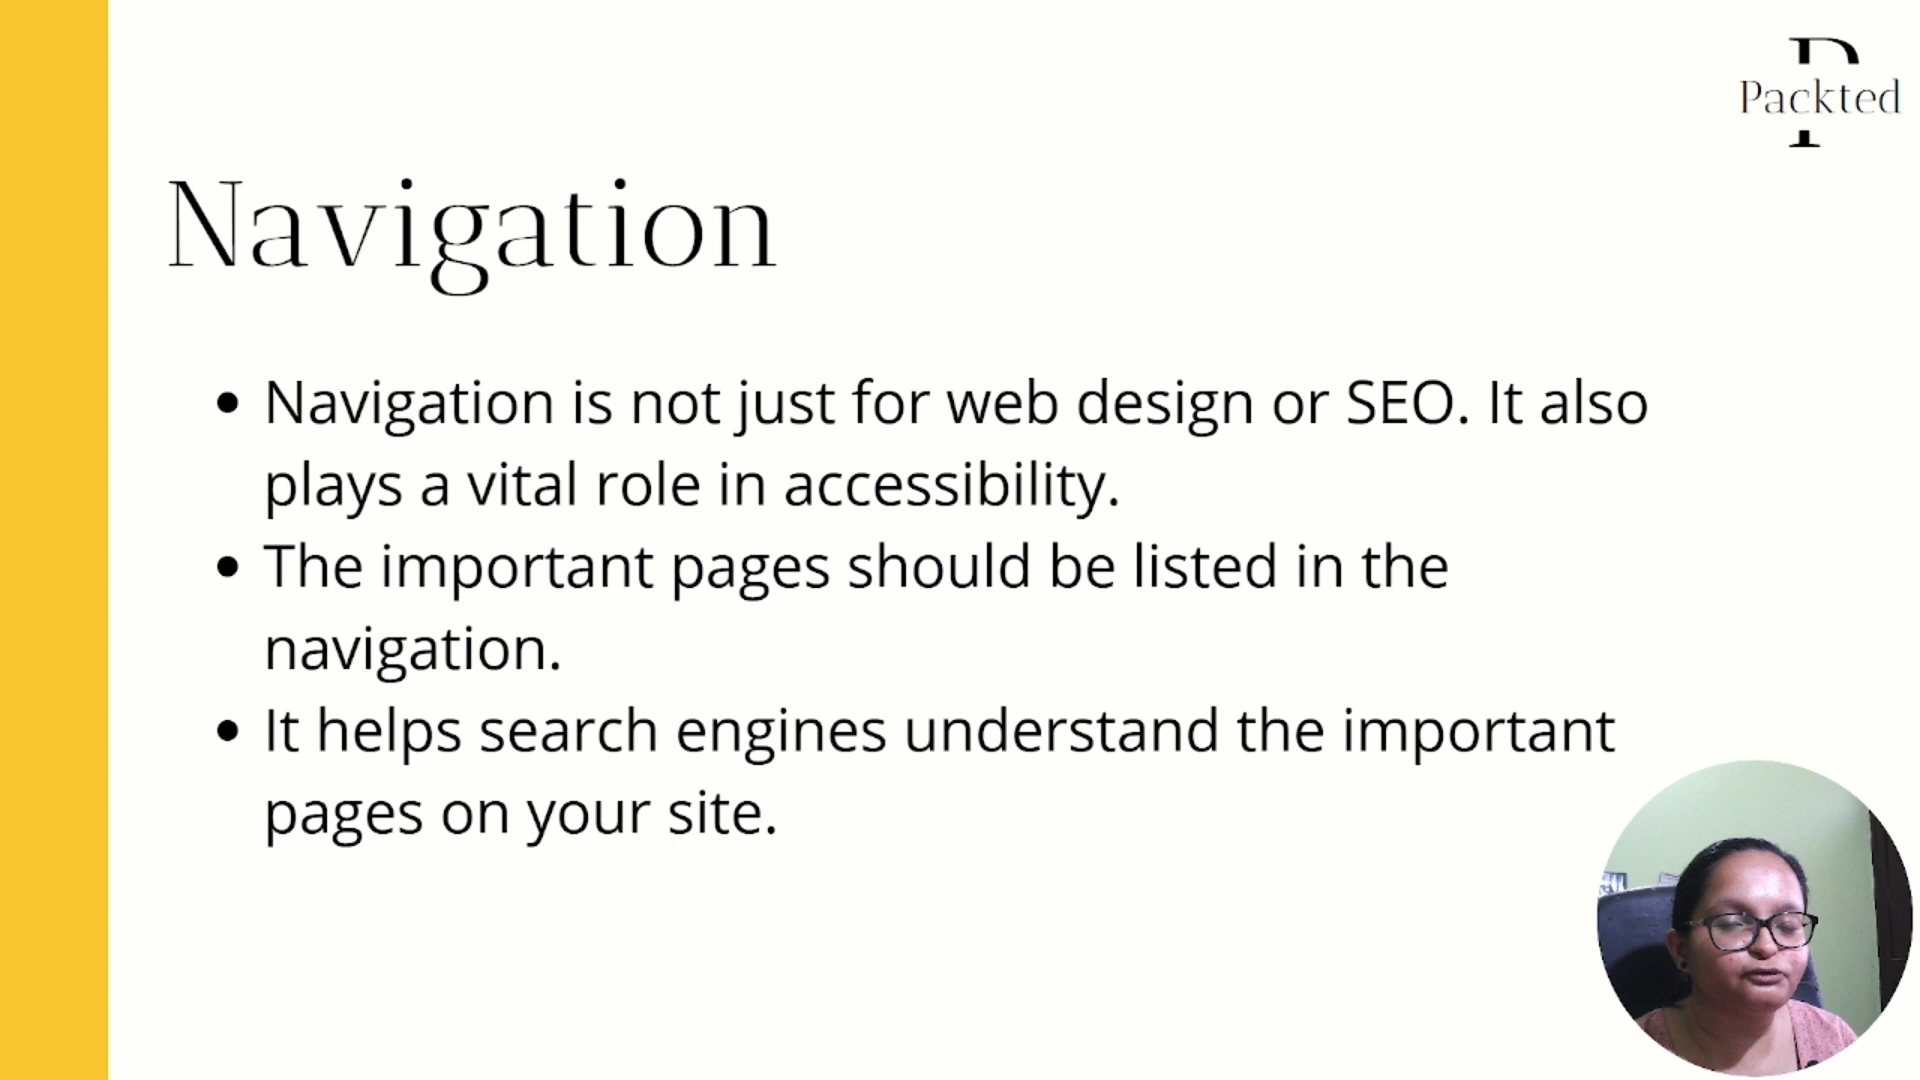 P
Packted
Navigation
• Navigation is not just for web design or SEO. It also
plays a vital role in accessibility.
• The important pages should be listed in the
navigation.
• It helps search engines understand the important
pages on your site.